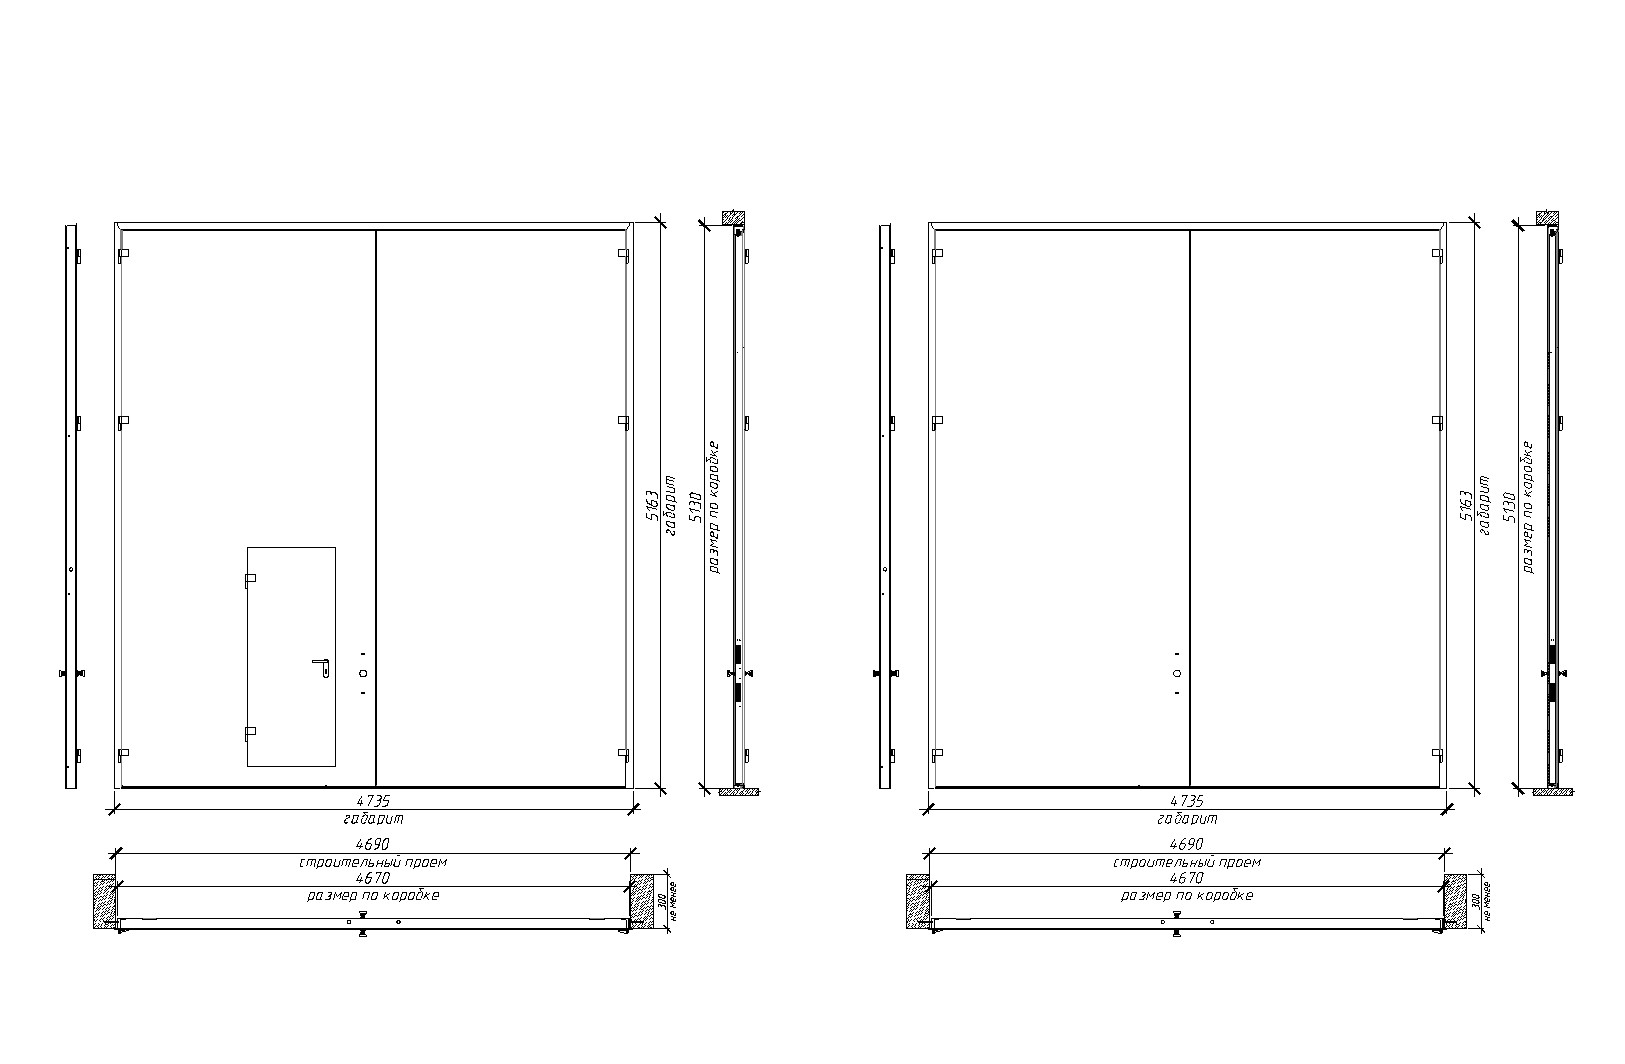 5163
габарит
5130
размер по коробке
4735
габарит
4690
строительный проем
4670
размер по коробке
300
не менее
5163
габарит
5130
размер по коробке
4735
габарит
4690
строительный проем
4670
размер по коробке
300
не менее